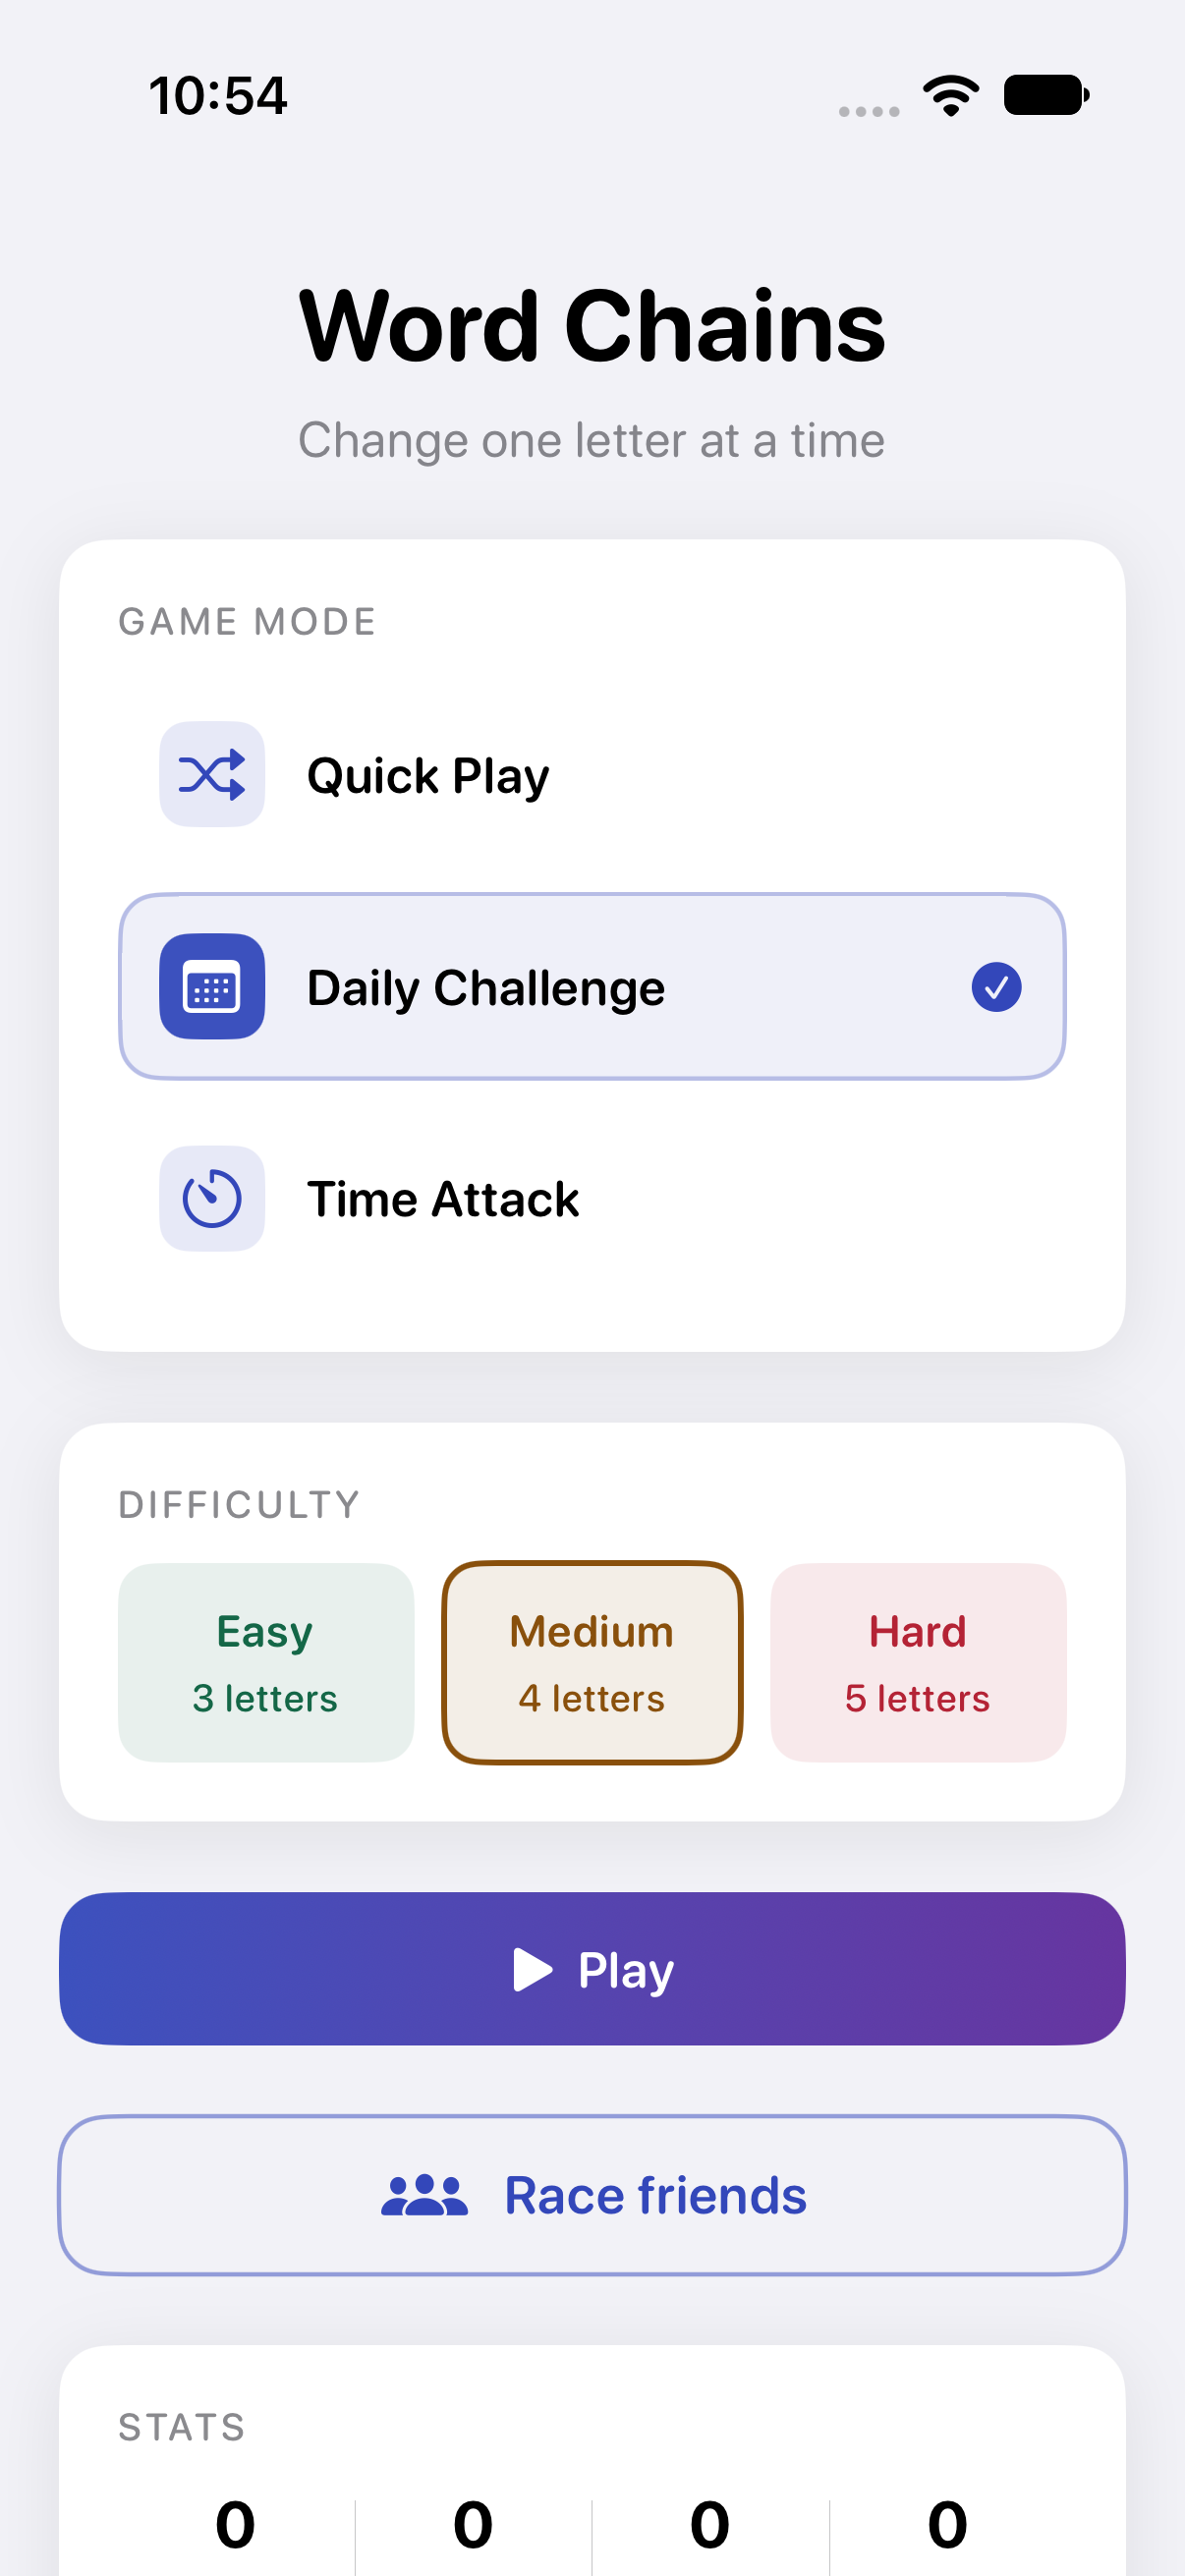 10:54
Word Chains
Change one letter at a time
GAME MODE
Quick Play
Daily Challenge
Time Attack
DIFFICULTY
Easy
3 letters
Medium
4 letters
Hard
5 letters
Play
Race friends
STATS
0 0 0 0